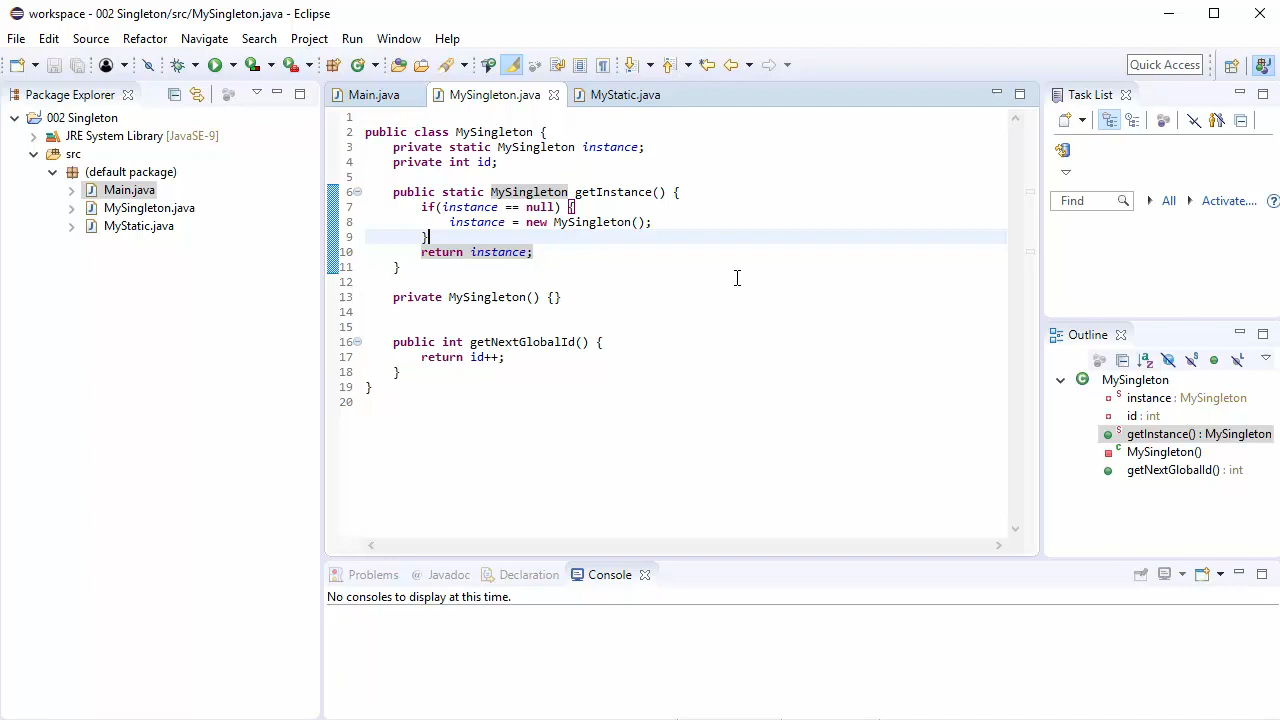 workspace - 002 Singleton/src/MySingleton.java - Eclipse
File Edit Source Refactor Navigate Search Project Run Window Help
Quick Access
Package Explorer
002 Singleton
JRE System Library [JavaSE-9]
src
(default package)
Main.java
MySingleton.java
MyStatic.java
Main.java MySingleton.java MyStatic.java
1
2 public class MySingleton {
3 private static MySingleton instance;
4 private int id;
5
6 public static MySingleton getInstance() {
7 if(instance == null) {
8 instance = new MySingleton();
9 }
10 return instance;
11 }
12
13 private MySingleton() {}
14
15
16 public int getNextGlobalId() {
17 return id++;
18 }
19 }
20
Task List
Find All Activate...
Outline
MySingleton
instance : MySingleton
id : int
getInstance() : MySingleton
MySingleton()
getNextGlobalId() : int
Problems Javadoc Declaration Console
No consoles to display at this time.